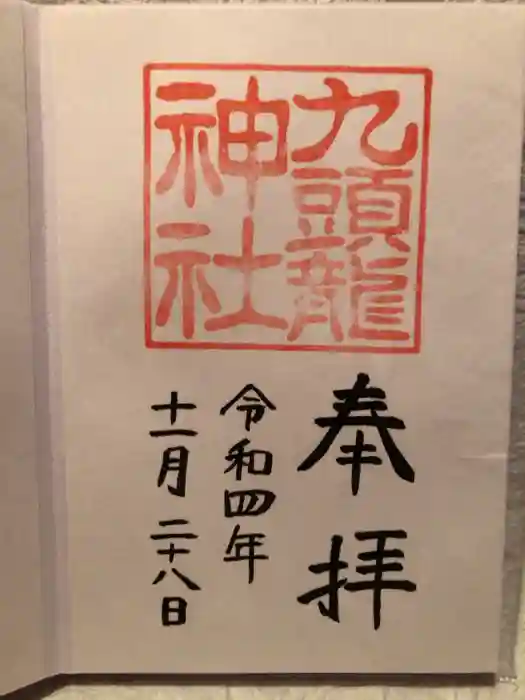 九頭龍
神社
奉拝
令和四年
十一月二十八日